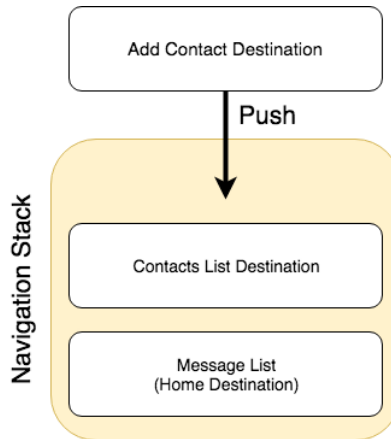 Add Contact Destination
Push
Navigation Stack
Contacts List Destination
Message List
(Home Destination)